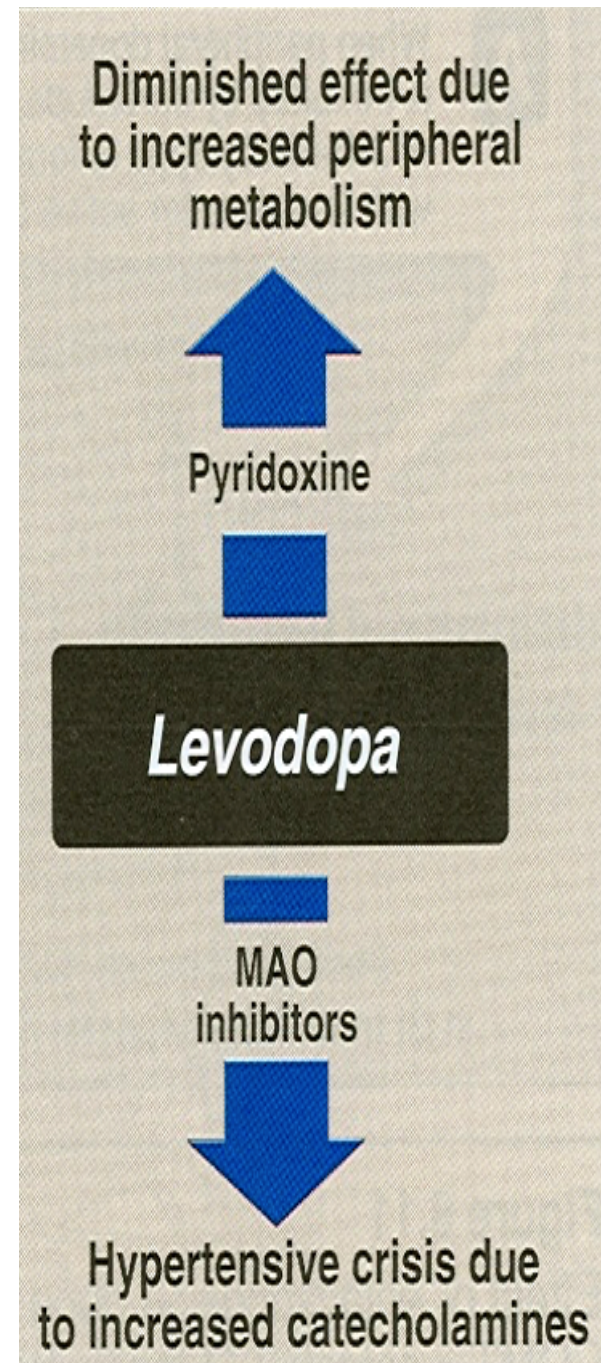 Diminished effect due
to increased peripheral
metabolism
Pyridoxine
Levodopa
MAO
inhibitors
Hypertensive crisis due
to increased catecholamines